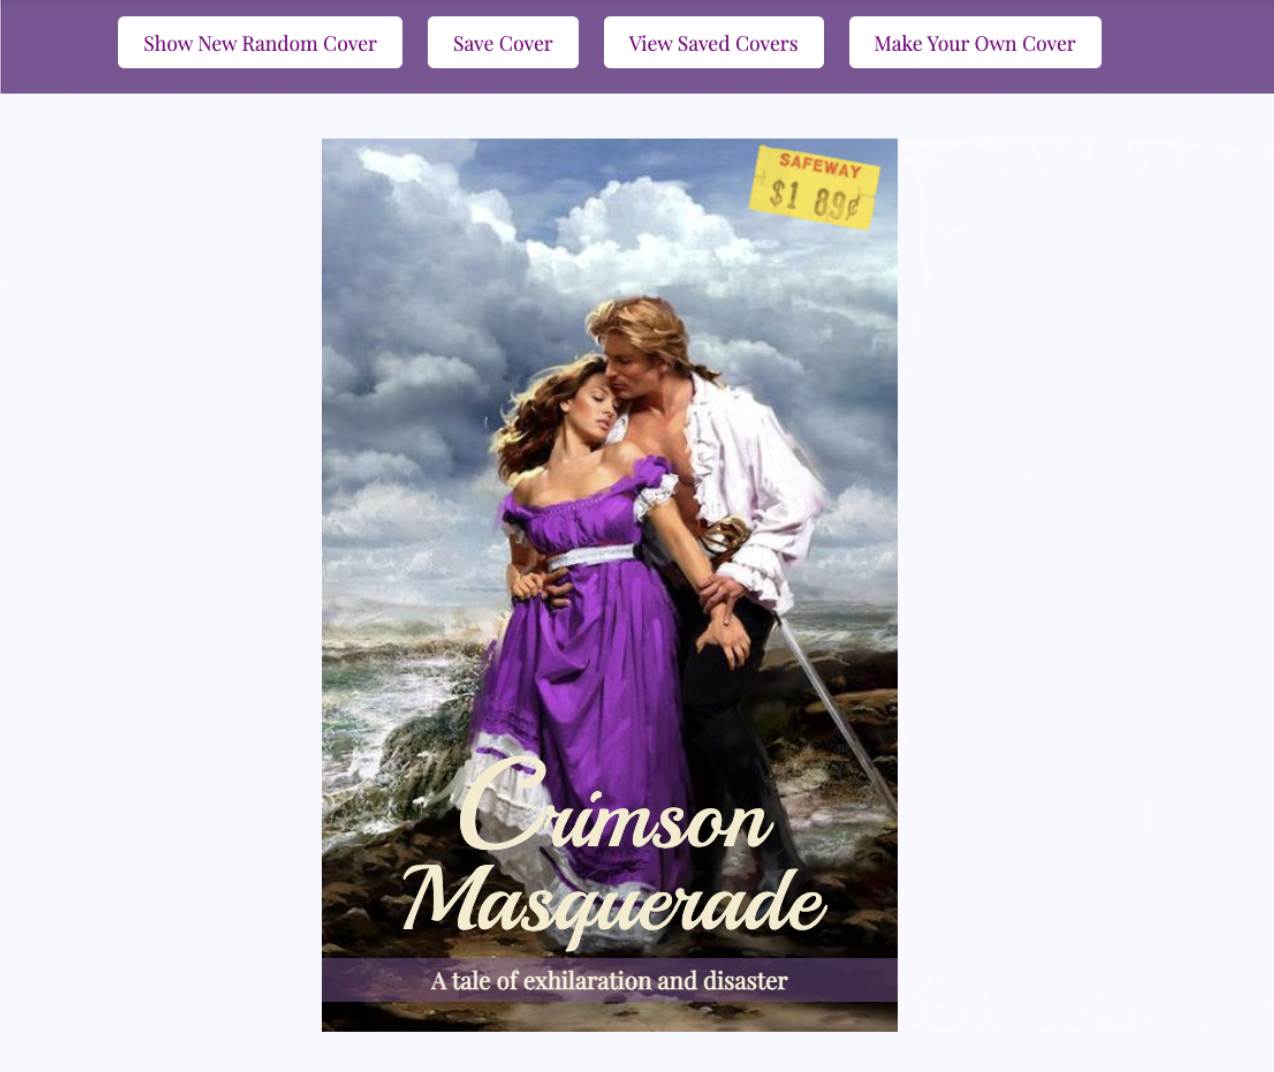 Show New Random Cover
Save Cover
View Saved Covers
Make Your Own Cover
SAFEWAY
$1 89¢
Crimson
Masquerade
A tale of exhilaration and disaster